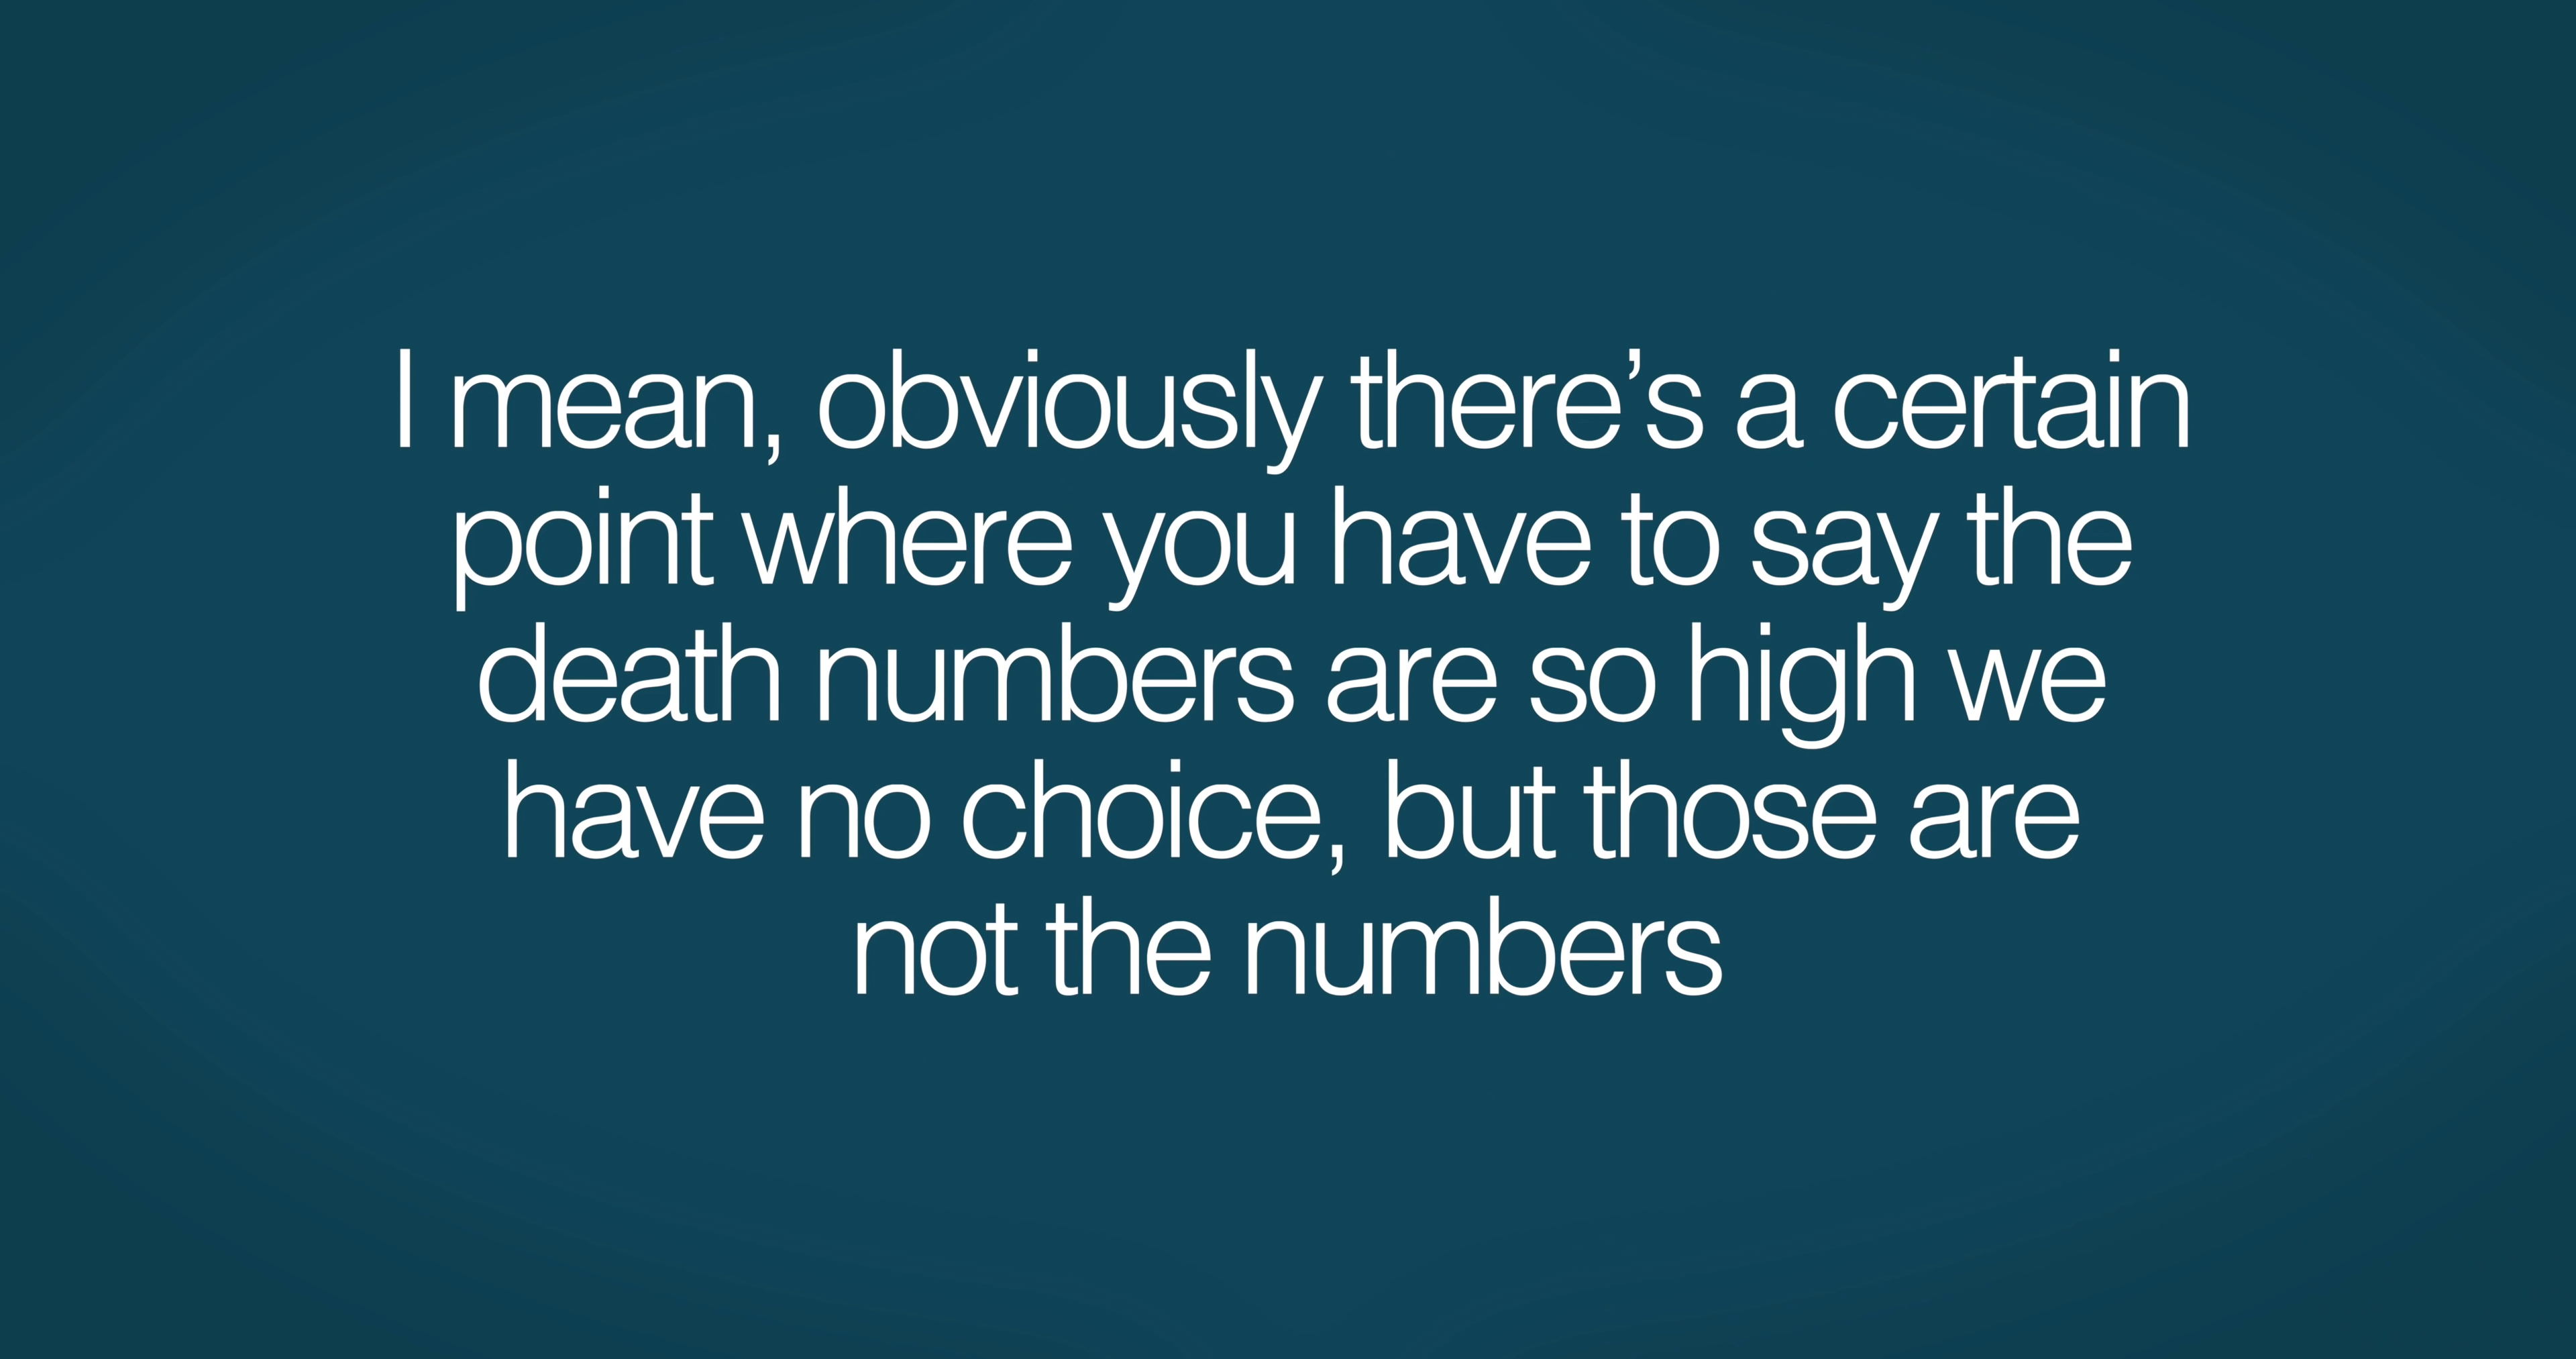 I mean, obviously there’s a certain
point where you have to say the
death numbers are so high we
have no choice, but those are
not the numbers